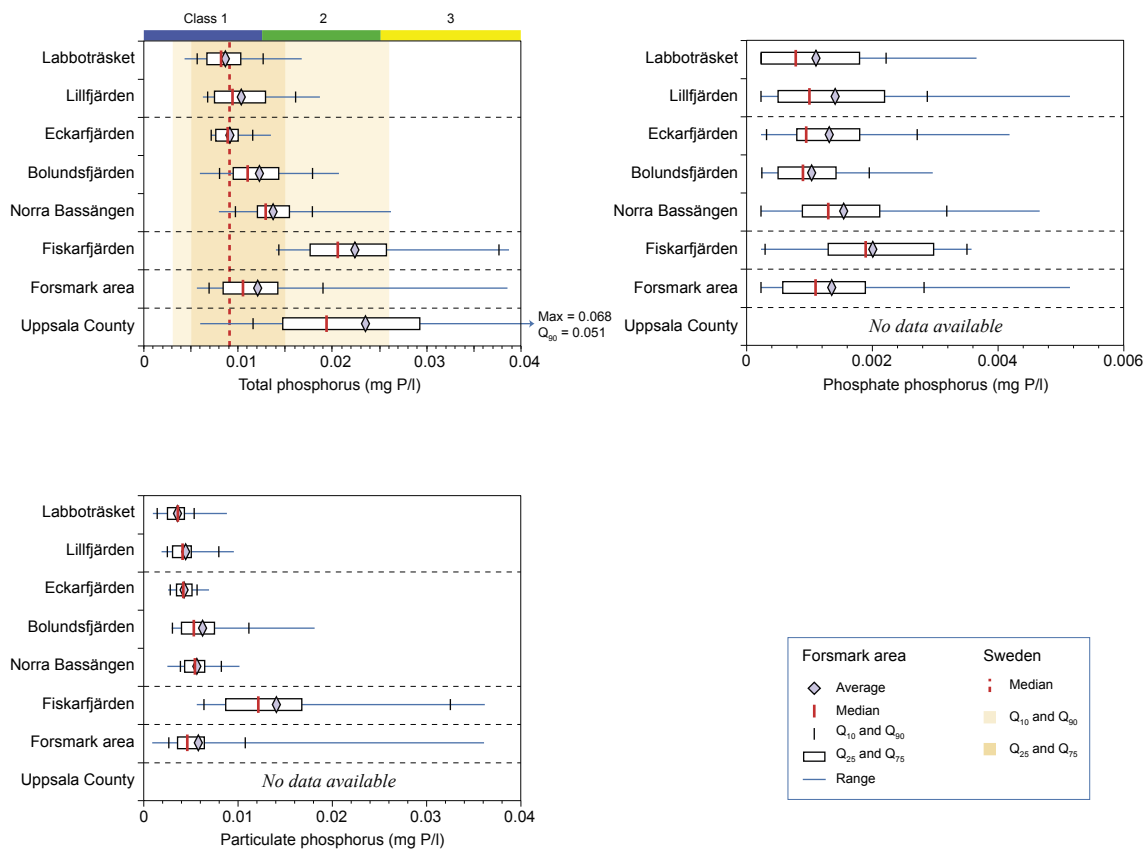 Class 1 2 3
Labboträsket
Lillfjärden
Eckarfjärden
Bolundsfjärden
Norra Bassängen
Fiskarfjärden
Forsmark area
Uppsala County
Max = 0.068
Q90 = 0.051
0 0.01 0.02 0.03 0.04
Total phosphorus (mg P/l)
Labboträsket
Lillfjärden
Eckarfjärden
Bolundsfjärden
Norra Bassängen
Fiskarfjärden
Forsmark area
Uppsala County No data available
0 0.002 0.004 0.006
Phosphate phosphorus (mg P/l)
Labboträsket
Lillfjärden
Eckarfjärden
Bolundsfjärden
Norra Bassängen
Fiskarfjärden
Forsmark area
Uppsala County No data available
0 0.01 0.02 0.03 0.04
Particulate phosphorus (mg P/l)
Forsmark area
Average
Median
Q10 and Q90
Q25 and Q75
Range
Sweden
Median
Q10 and Q90
Q25 and Q75